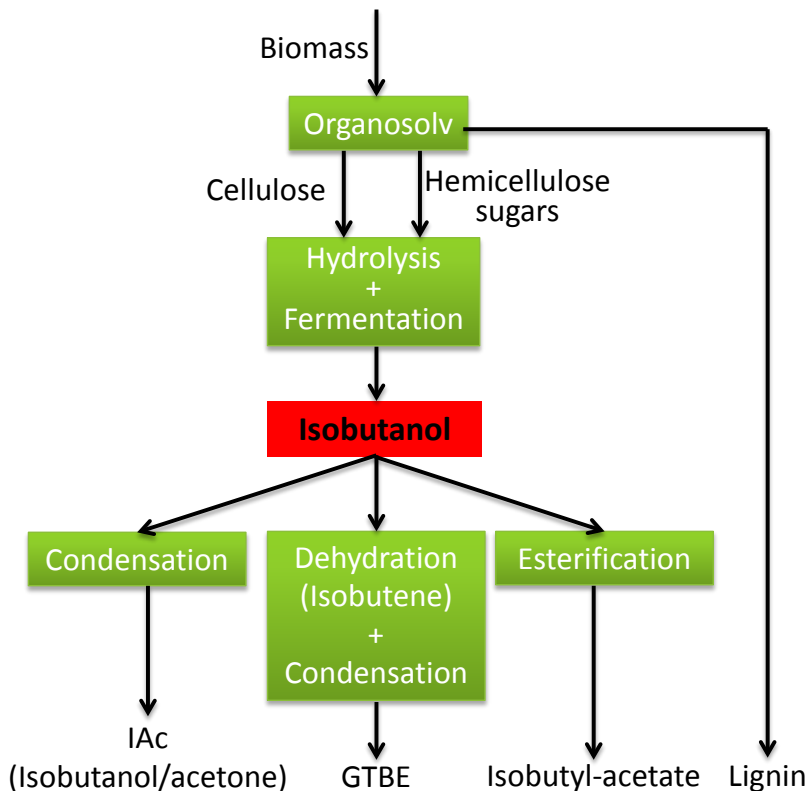 Biomass
Organosolv
Cellulose
Hemicellulose
sugars
Hydrolysis
+
Fermentation
Isobutanol
Condensation
Dehydration
(Isobutene)
+
Condensation
Esterification
IAc
(Isobutanol/acetone)
GTBE
Isobutyl-acetate
Lignin